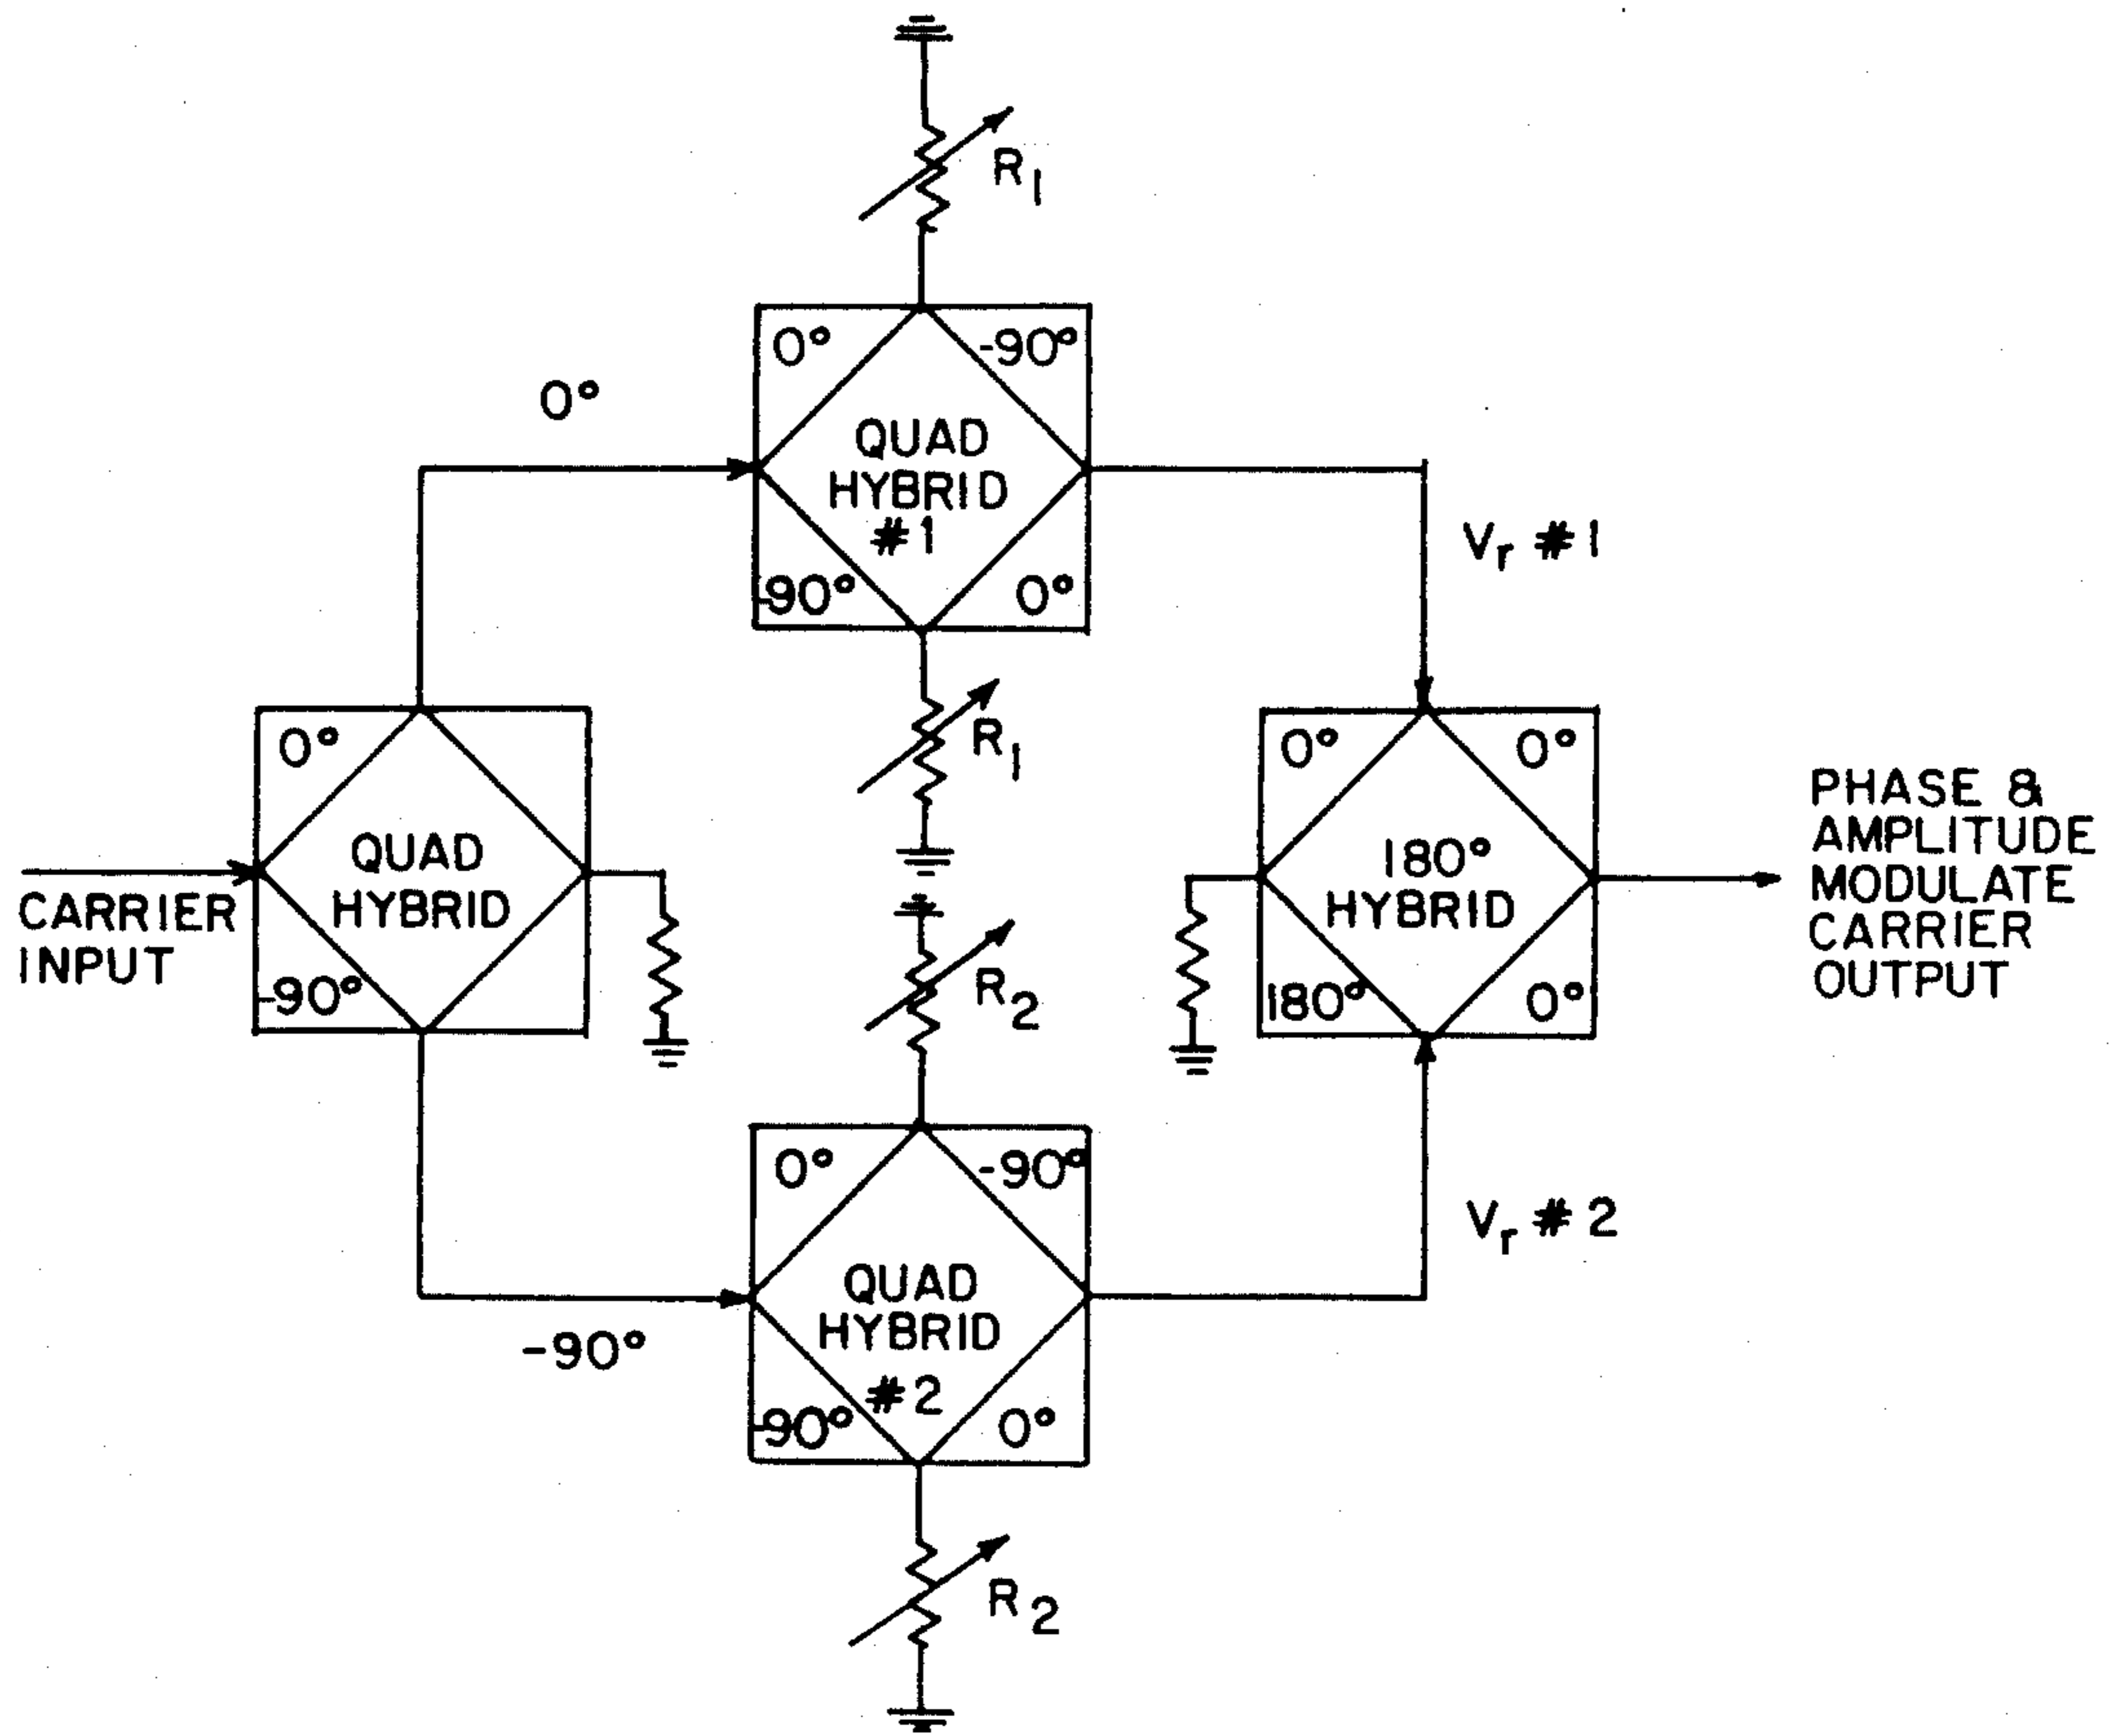 R1
0°
-90°
0°
QUAD
HYBRID
#1
Vr #1
-90°
0°
R1
0°
0°
0°
PHASE &
AMPLITUDE
MODULATE
CARRIER
OUTPUT
QUAD
HYBRID
180°
HYBRID
CARRIER
INPUT
-90°
R2
180°
0°
0°
-90°
Vr #2
QUAD
HYBRID
#2
-90°
-90°
0°
R2